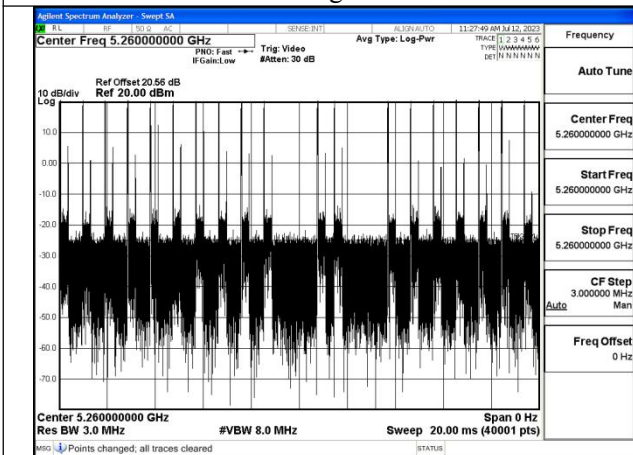 Agilent Spectrum Analyzer - Swept SA
RL RF 50 Ω AC SENSE:INT ALIGN AUTO 11:27:49 AM Jul 12, 2023
Center Freq 5.260000000 GHz
PNO: Fast
IFGain:Low
Trig: Video
#Atten: 30 dB
Avg Type: Log-Pwr
TRACE 1 2 3 4 5 6
TYPE WWWWWW
DET N N N N N N
Ref Offset 20.56 dB
10 dB/div Ref 20.00 dBm
Log
10.0
0.00
-10.0
-20.0
-30.0
-40.0
-50.0
-60.0
-70.0
Center 5.260000000 GHz Span 0 Hz
Res BW 3.0 MHz #VBW 8.0 MHz Sweep 20.00 ms (40001 pts)
MSG Points changed; all traces cleared STATUS
Frequency
Auto Tune
Center Freq
5.260000000 GHz
Start Freq
5.260000000 GHz
Stop Freq
5.260000000 GHz
CF Step
3.000000 MHz
Auto Man
Freq Offset
0 Hz